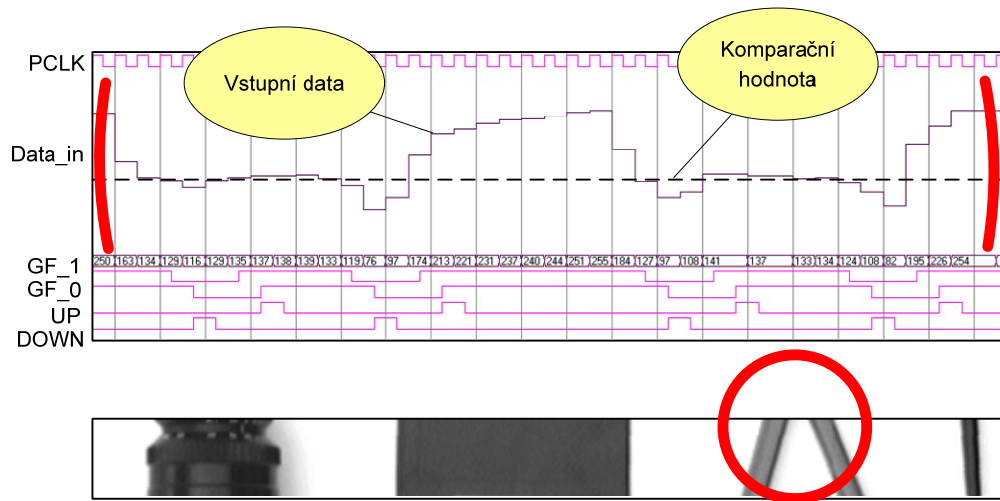 PCLK
Vstupní data
Komparační
hodnota
Data_in
250 163 134 129 116 129 135 137 138 139 133 119 76 97 174 213 221 231 237 240 244 251 255 184 127 97 108 141 137 133 134 124 108 82 195 226 254
GF_1
GF_0
UP
DOWN